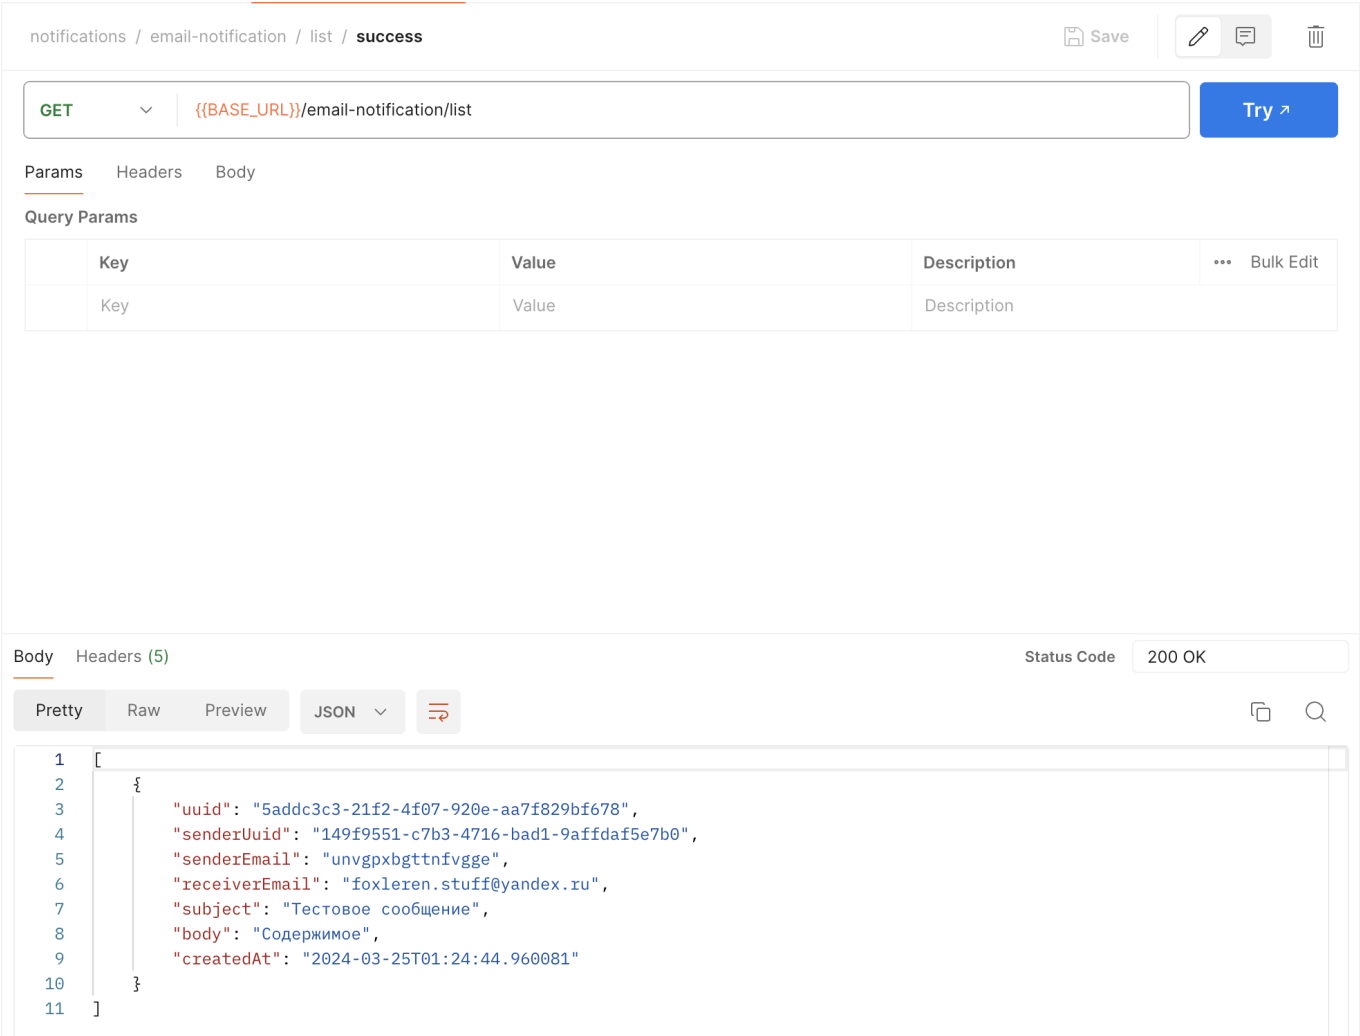 notifications / email-notification / list / success
Save
GET
{{BASE_URL}}/email-notification/list
Try
Params Headers Body
Query Params
Key Value Description Bulk Edit
Key Value Description
Body Headers (5) Status Code 200 OK
Pretty Raw Preview JSON
1 [
2 {
3 "uuid": "5addc3c3-21f2-4f07-920e-aa7f829bf678",
4 "senderUuid": "149f9551-c7b3-4716-bad1-9affdaf5e7b0",
5 "senderEmail": "unvgpxbgttnfvgge",
6 "receiverEmail": "foxleren.stuff@yandex.ru",
7 "subject": "Тестовое сообщение",
8 "body": "Содержимое",
9 "createdAt": "2024-03-25T01:24:44.960081"
10 }
11 ]